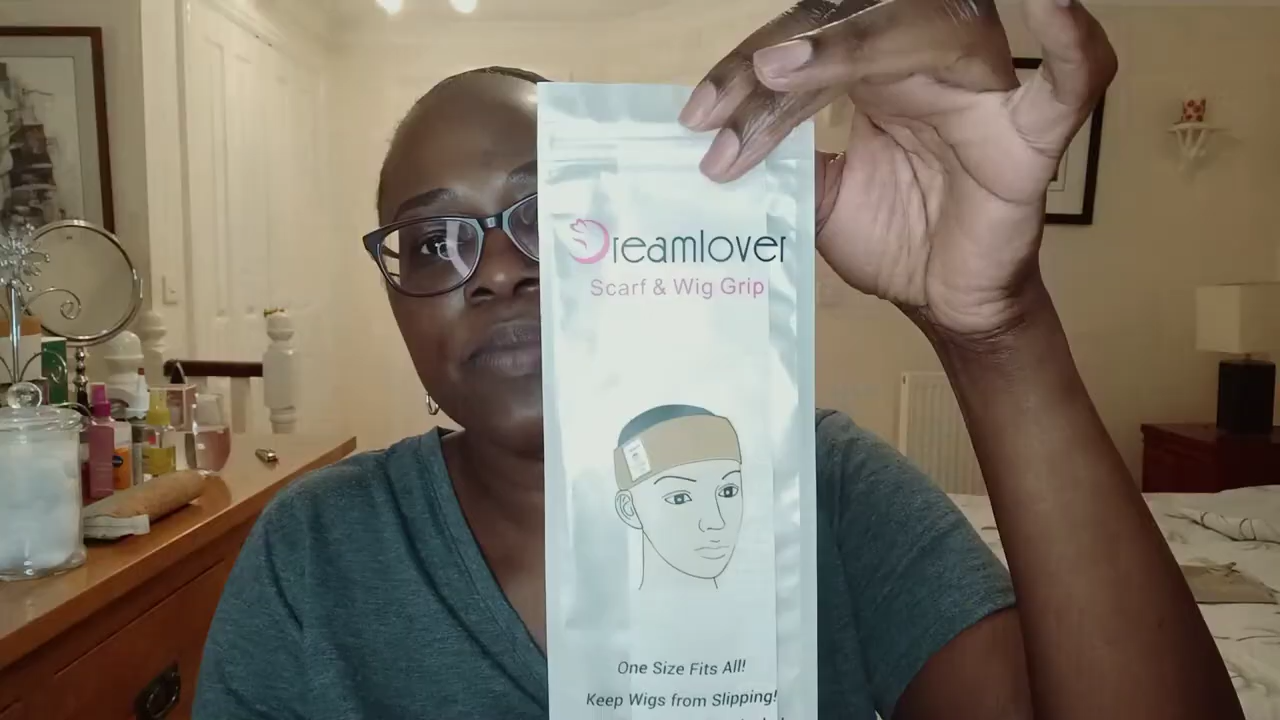 Dreamlover
Scarf & Wig Grip
One Size Fits All!
Keep Wigs from Slipping!